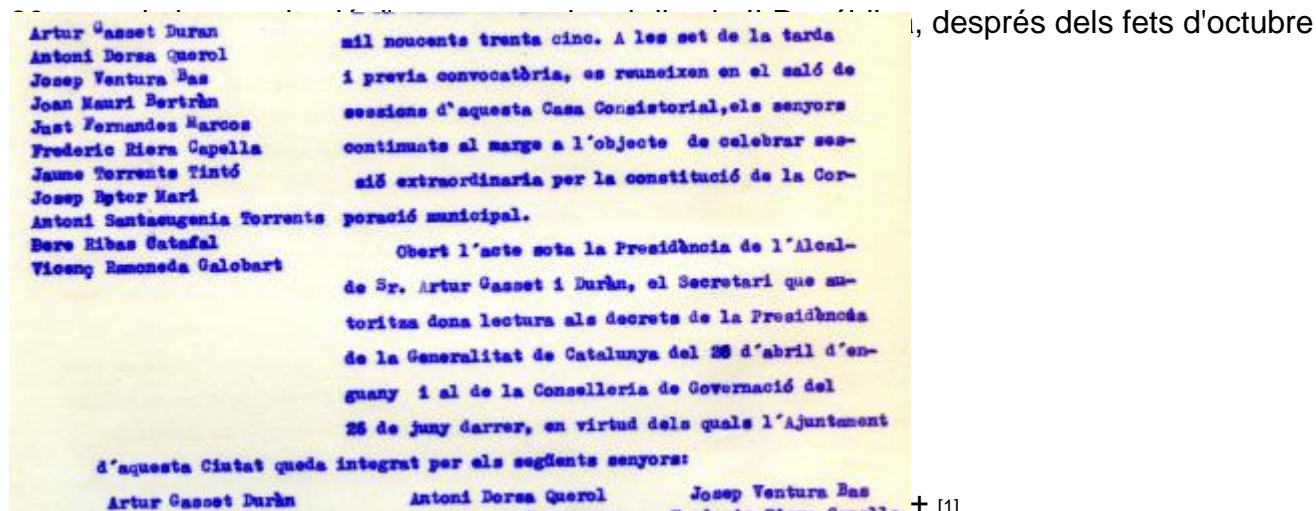 , després dels fets d'octubre
Artur Gasset Duran
Antoni Dorsa Querol
Josep Ventura Bas
Joan Mauri Bertràn
Just Fernandez Marcos
Frederic Riera Capella
Jaume Torrents Tintó
Josep Boter Mari
Antoni Santaeugenia Torrents
Pere Ribas Catafal
Vicenç Ramoneda Galobart
mil noucents trenta cinc. A les set de la tarda
i previa convocatòria, es reuneixen en el saló de
sessions d'aquesta Casa Consistorial,els senyors
continuats al marge a l'objecte de celebrar ses-
sió extraordinaria per la constitució de la Cor-
poració municipal.
Obert l'acte sota la Presidència de l'Alcal-
de Sr. Artur Gasset i Duràn, el Secretari que au-
toritza dona lectura als decrets de la Presidència
de la Generalitat de Catalunya del 26 d'abril d'en-
guany i al de la Conselleria de Governació del
26 de juny darrer, en virtud dels quals l'Ajuntament
d'aquesta Ciutat queda integrat per els següents senyors:
Artur Gasset Duràn Antoni Dorsa Querol Josep Ventura Bas
+ [1]